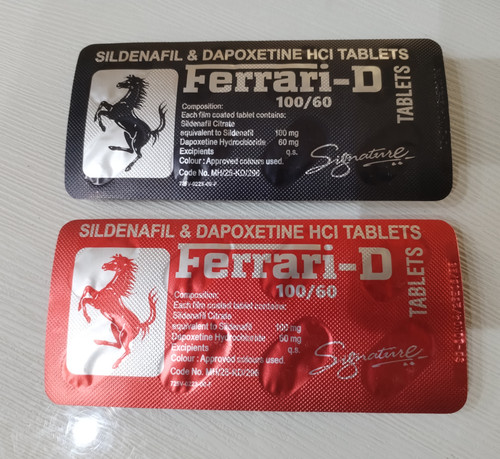 SILDENAFIL & DAPOXETINE HCl TABLETS
Ferrari-D
100/60
TABLETS
Composition:
Each film coated tablet contains:
Sildenafil Citrate
equivalent to Sildenafil 100 mg
Dapoxetine Hydrochloride 60 mg
Excipients q.s.
Colour : Approved colours used.
Code No. MH/25-KD/296
Signature
SILDENAFIL & DAPOXETINE HCl TABLETS
Ferrari-D
100/60
TABLETS
Composition:
Each film coated tablet contains:
Sildenafil Citrate
equivalent to Sildenafil 100 mg
Dapoxetine Hydrochloride 60 mg
Excipients q.s.
Colour : Approved colours used.
Code No. MH/25-KD/296
Signature